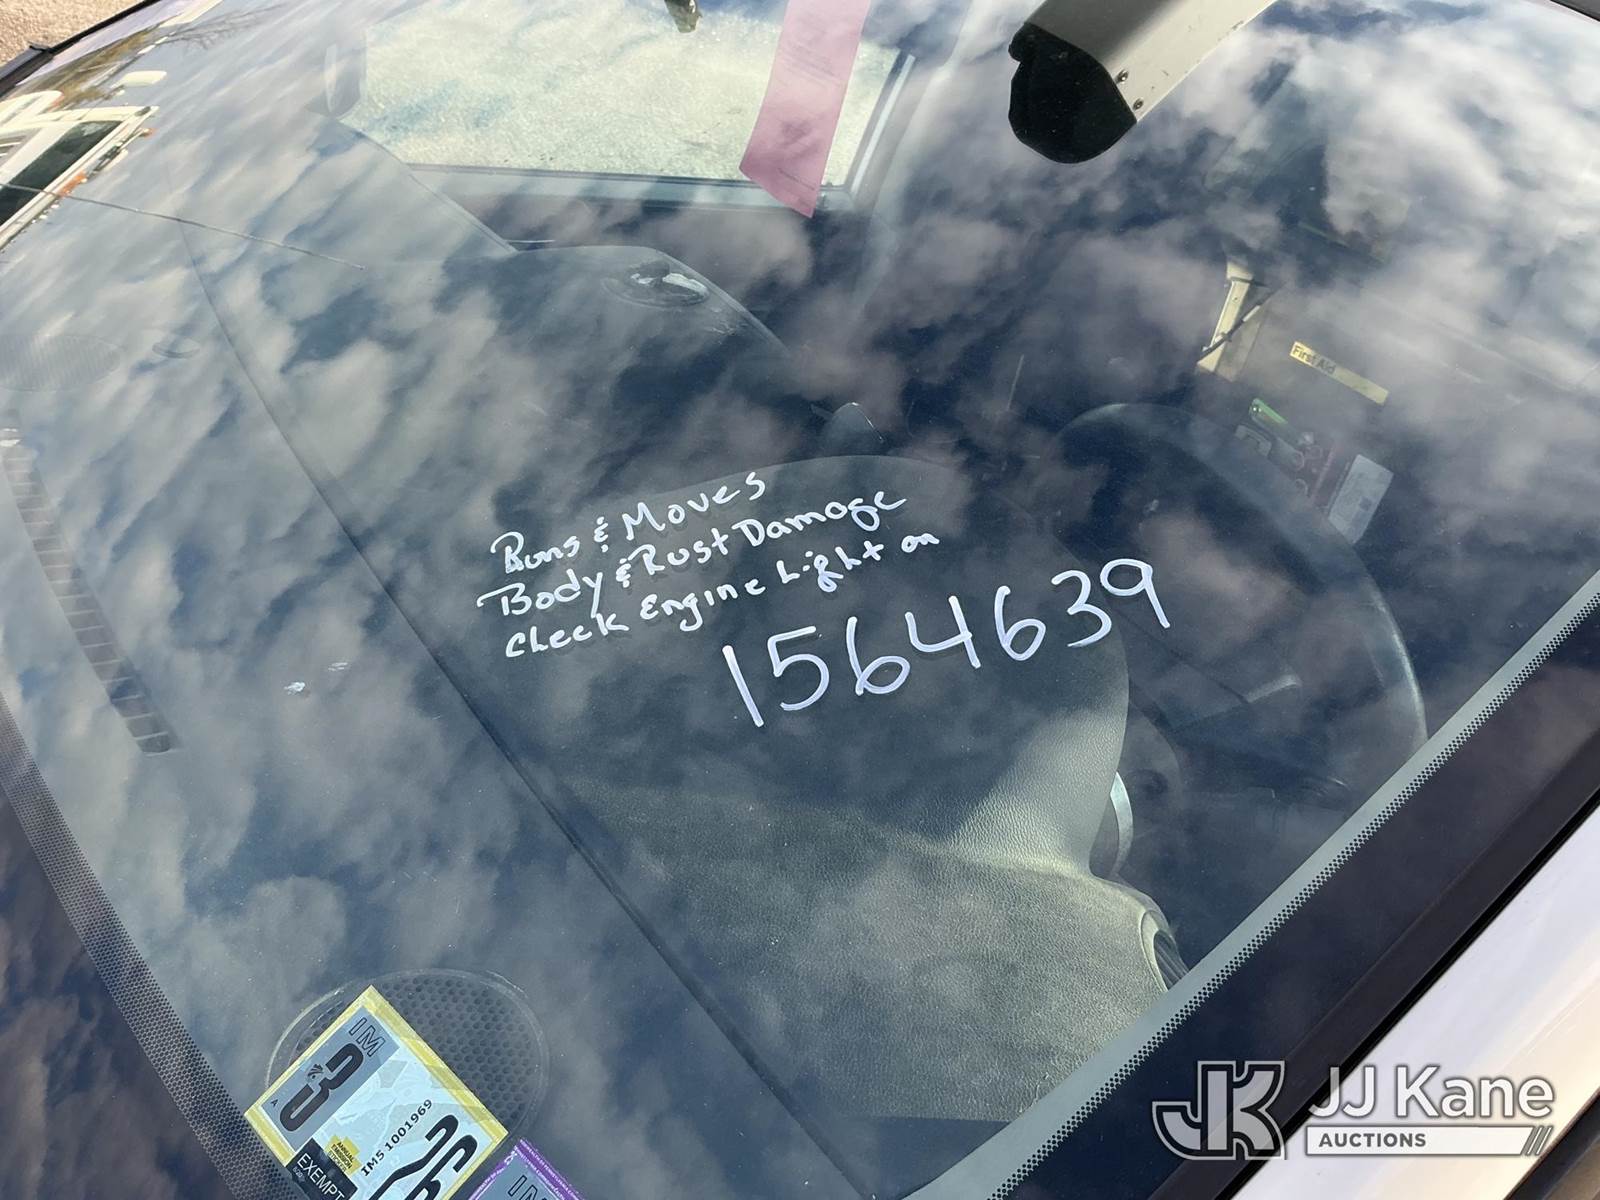 Runs & Moves
Body & Rust Damage
Check Engine Light on
1564639
First Aid
IM
3
A
IM5 1001969
26
EXEMPT
IM
JJ Kane
AUCTIONS